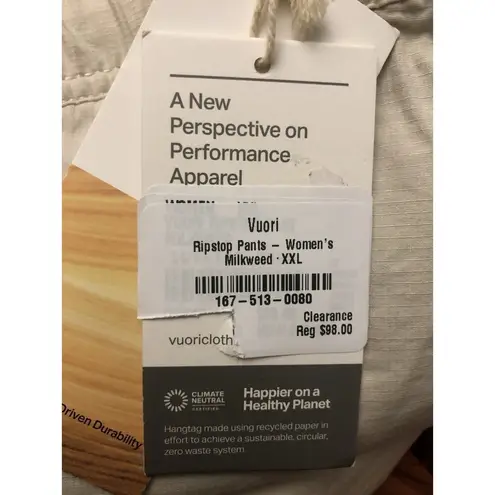 A New
Perspective on
Performance
Apparel
Vuori
Ripstop Pants – Women's
Milkweed · XXL
167-513-0080
Clearance
Reg $98.00
vuoricloth
CLIMATE
NEUTRAL
CERTIFIED
Happier on a
Healthy Planet
Hangtag made using recycled paper in
effort to achieve a sustainable, circular,
zero waste system.
Driven Durability